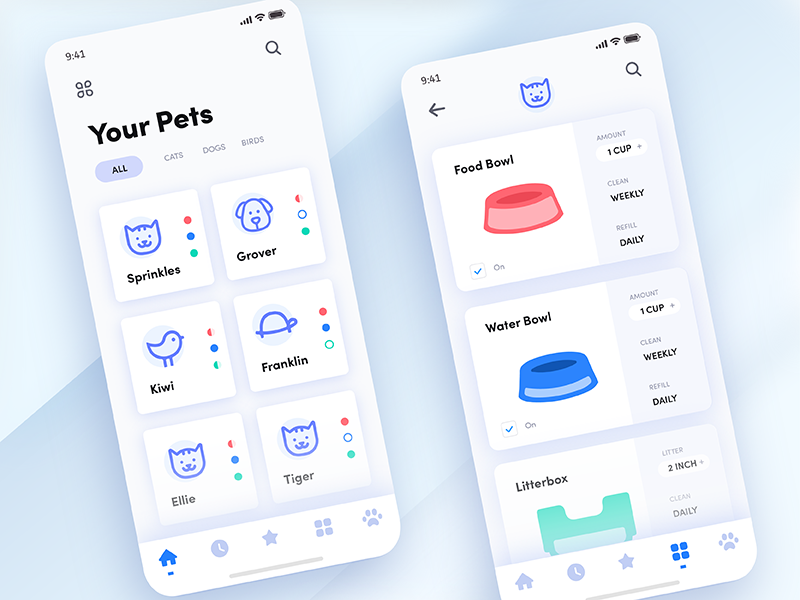 9:41
Your Pets
ALL CATS DOGS BIRDS
Sprinkles
Grover
Kiwi
Franklin
Ellie
Tiger
9:41
Food Bowl
AMOUNT
1 CUP +
CLEAN
WEEKLY
REFILL
DAILY
On
Water Bowl
AMOUNT
1 CUP +
CLEAN
WEEKLY
REFILL
DAILY
On
Litterbox
LITTER
2 INCH +
CLEAN
DAILY